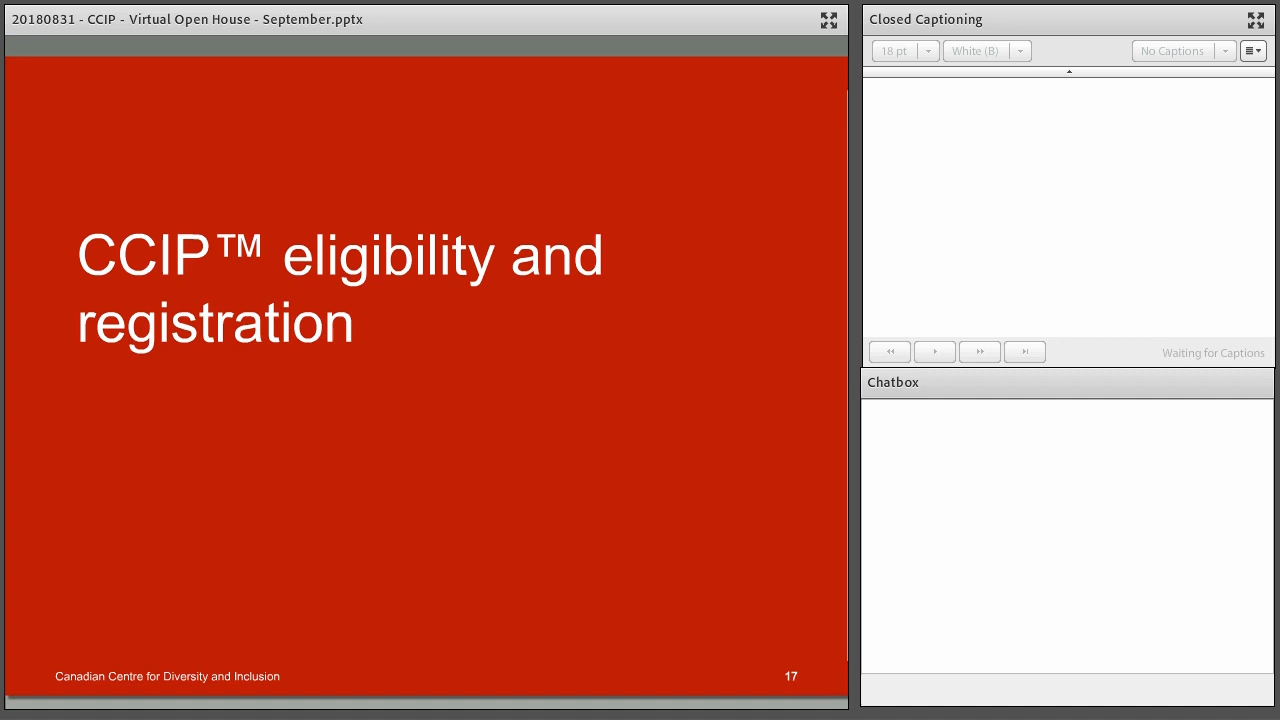 20180831 - CCIP - Virtual Open House - September.pptx
CCIP™ eligibility and
registration
Canadian Centre for Diversity and Inclusion
17
Closed Captioning
18 pt
White (B)
No Captions
Waiting for Captions
Chatbox